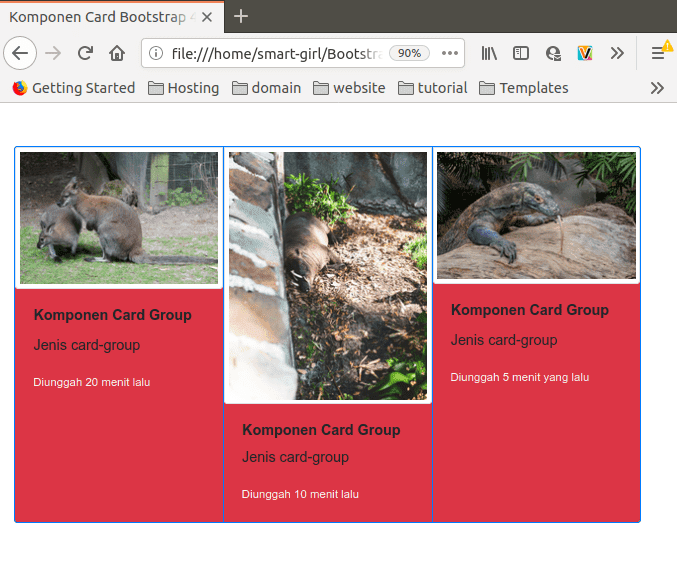 Komponen Card Bootstrap 4
file:///home/smart-girl/Bootstra
90%
Getting Started
Hosting
domain
website
tutorial
Templates
Komponen Card Group
Jenis card-group
Diunggah 20 menit lalu
Komponen Card Group
Jenis card-group
Diunggah 10 menit lalu
Komponen Card Group
Jenis card-group
Diunggah 5 menit yang lalu